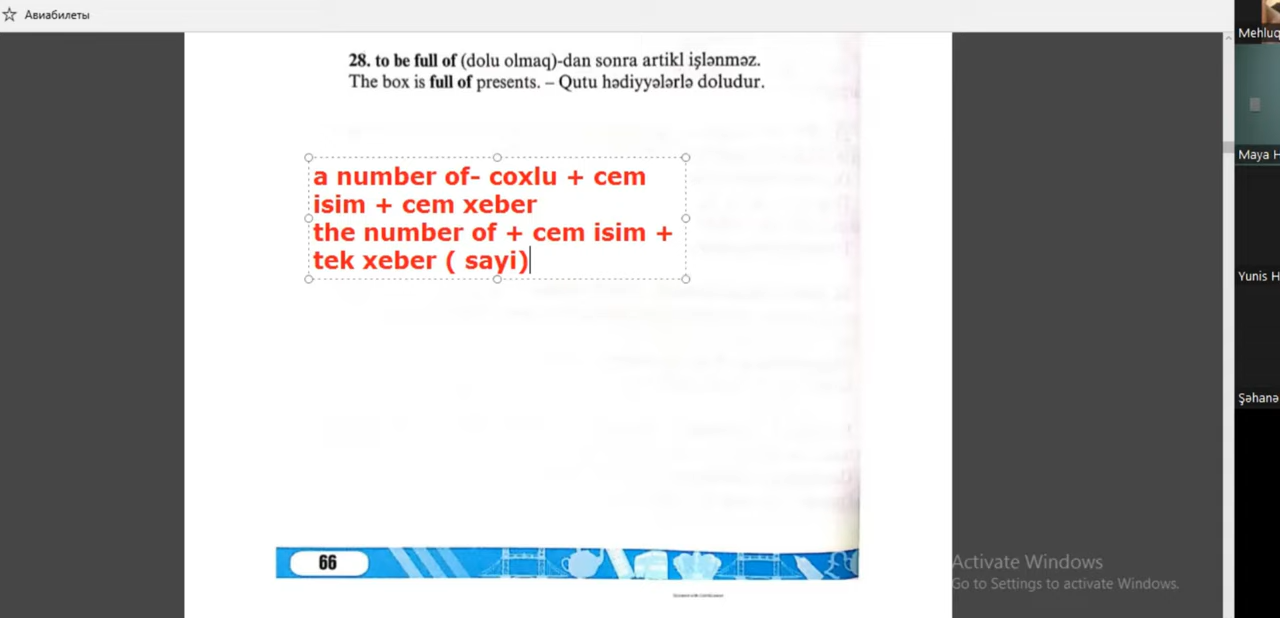 Авиабилеты
28. to be full of (dolu olmaq)-dan sonra artikl işlənməz.
The box is full of presents. – Qutu hədiyyələrlə doludur.
a number of- coxlu + cem
isim + cem xeber
the number of + cem isim +
tek xeber ( sayi)
66
Activate Windows
Go to Settings to activate Windows.
Mehluq
Maya H
Yunis H
Şəhanə